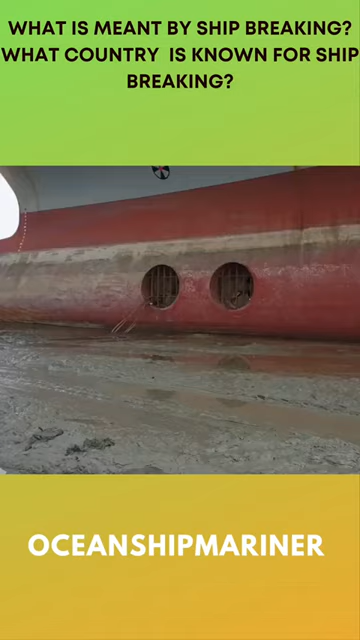 WHAT IS MEANT BY SHIP BREAKING?
WHAT COUNTRY IS KNOWN FOR SHIP
BREAKING?
OCEANSHIPMARINER